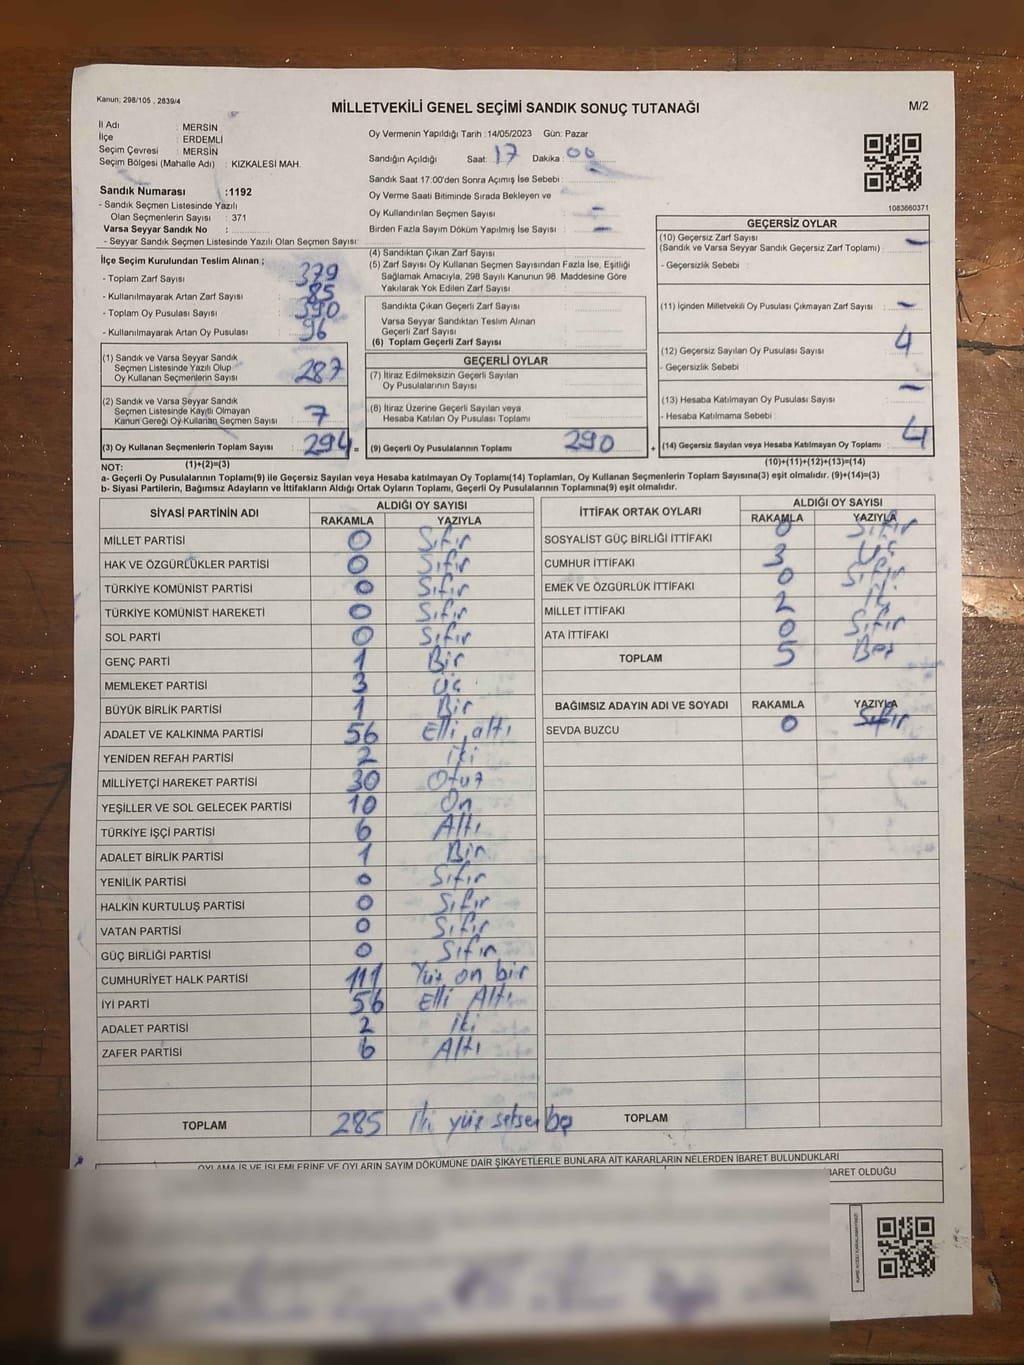 Kanun; 298/105 , 2839/4
MİLLETVEKİLİ GENEL SEÇİMİ SANDIK SONUÇ TUTANAĞI
M/2
İl Adı : MERSİN
İlçe : ERDEMLİ
Seçim Çevresi : MERSİN
Seçim Bölgesi (Mahalle Adı) : KIZKALESİ MAH.
Sandık Numarası :1192
- Sandık Seçmen Listesinde Yazılı
Olan Seçmenlerin Sayısı : 371
Varsa Seyyar Sandık No :
- Seyyar Sandık Seçmen Listesinde Yazılı Olan Seçmen Sayısı:
Oy Vermenin Yapıldığı Tarih :14/05/2023 Gün: Pazar
Sandığın Açıldığı Saat: 17 Dakika : 00
Sandık Saat 17:00'den Sonra Açımış İse Sebebi :
Oy Verme Saati Bitiminde Sırada Bekleyen ve
Oy Kullandırılan Seçmen Sayısı : -
Birden Fazla Sayım Döküm Yapılmış İse Sayısı : -
1083660371
İlçe Seçim Kurulundan Teslim Alınan ;
- Toplam Zarf Sayısı : 379
- Kullanılmayarak Artan Zarf Sayısı : 85
- Toplam Oy Pusulası Sayısı : 390
- Kullanılmayarak Artan Oy Pusulası : 96
(1) Sandık ve Varsa Seyyar Sandık
Seçmen Listesinde Yazılı Olup
Oy Kullanan Seçmenlerin Sayısı : 287
(2) Sandık ve Varsa Seyyar Sandık
Seçmen Listesinde Kayıtlı Olmayan
Kanun Gereği Oy Kullanan Seçmen Sayısı : 7
(3) Oy Kullanan Seçmenlerin Toplam Sayısı : 294 =
(4) Sandıktan Çıkan Zarf Sayısı :
(5) Zarf Sayısı Oy Kullanan Seçmen Sayısından Fazla İse, Eşitliği
Sağlamak Amacıyla, 298 Sayılı Kanunun 98. Maddesine Göre
Yakılarak Yok Edilen Zarf Sayısı :
Sandıkta Çıkan Geçerli Zarf Sayısı :
Varsa Seyyar Sandıktan Teslim Alınan
Geçerli Zarf Sayısı :
(6) Toplam Geçerli Zarf Sayısı :
GEÇERLİ OYLAR
(7) İtiraz Edilmeksizin Geçerli Sayılan
Oy Pusulalarının Sayısı :
(8) İtiraz Üzerine Geçerli Sayılan veya
Hesaba Katılan Oy Pusulası Toplamı :
(9) Geçerli Oy Pusulalarının Toplamı : 290 +
GEÇERSİZ OYLAR
(10) Geçersiz Zarf Sayısı : -
(Sandık ve Varsa Seyyar Sandık Geçersiz Zarf Toplamı)
- Geçersizlik Sebebi :
(11) İçinden Milletvekili Oy Pusulası Çıkmayan Zarf Sayısı : -
(12) Geçersiz Sayılan Oy Pusulası Sayısı : 4
- Geçersizlik Sebebi :
(13) Hesaba Katılmayan Oy Pusulası Sayısı : -
- Hesaba Katılmama Sebebi :
(14) Geçersiz Sayılan veya Hesaba Katılmayan Oy Toplamı : 4
NOT: (1)+(2)=(3)
(10)+(11)+(12)+(13)=(14)
a- Geçerli Oy Pusulalarının Toplamı(9) ile Geçersiz Sayılan veya Hesaba katılmayan Oy Toplamı(14) Toplamları, Oy Kullanan Seçmenlerin Toplam Sayısına(3) eşit olmalıdır. (9)+(14)=(3)
b- Siyasi Partilerin, Bağımsız Adayların ve İttifakların Aldığı Ortak Oyların Toplamı, Geçerli Oy Pusulalarının Toplamına(9) eşit olmalıdır.
SİYASİ PARTİNİN ADI ALDIĞI OY SAYISI
RAKAMLA YAZIYLA
MİLLET PARTİSİ 0 Sıfır
HAK VE ÖZGÜRLÜKLER PARTİSİ 0 Sıfır
TÜRKİYE KOMÜNİST PARTİSİ 0 Sıfır
TÜRKİYE KOMÜNİST HAREKETİ 0 Sıfır
SOL PARTİ 0 Sıfır
GENÇ PARTİ 1 Bir
MEMLEKET PARTİSİ 3 Üç
BÜYÜK BİRLİK PARTİSİ 1 Bir
ADALET VE KALKINMA PARTİSİ 56 Elli altı
YENİDEN REFAH PARTİSİ 2 İki
MİLLİYETÇİ HAREKET PARTİSİ 30 Otuz
YEŞİLLER VE SOL GELECEK PARTİSİ 10 On
TÜRKİYE İŞÇİ PARTİSİ 6 Altı
ADALET BİRLİK PARTİSİ 1 Bir
YENİLİK PARTİSİ 0 Sıfır
HALKIN KURTULUŞ PARTİSİ 0 Sıfır
VATAN PARTİSİ 0 Sıfır
GÜÇ BİRLİĞİ PARTİSİ 0 Sıfır
CUMHURİYET HALK PARTİSİ 111 Yüz on bir
İYİ PARTİ 56 Elli Altı
ADALET PARTİSİ 2 İki
ZAFER PARTİSİ 6 Altı
TOPLAM 285 İki yüz seksen beş
İTTİFAK ORTAK OYLARI ALDIĞI OY SAYISI
RAKAMLA YAZIYLA
SOSYALİST GÜÇ BİRLİĞİ İTTİFAKI 0 Sıfır
CUMHUR İTTİFAKI 3 Üç
EMEK VE ÖZGÜRLÜK İTTİFAKI 0 Sıfır
MİLLET İTTİFAKI 2 İki
ATA İTTİFAKI 0 Sıfır
TOPLAM 5 Beş
BAĞIMSIZ ADAYIN ADI VE SOYADI RAKAMLA YAZIYLA
SEVDA BUZCU 0 Sıfır
TOPLAM
OYLAMA İŞ VE İŞLEMLERİNE VE OYLARIN SAYIM DÖKÜMÜNE DAİR ŞİKAYETLERLE BUNLARA AİT KARARLARIN NELERDEN İBARET BULUNDUKLARI
BARET OLDUĞU